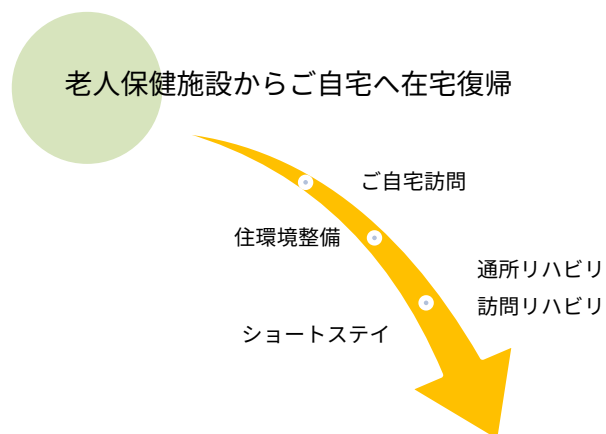 老人保健施設からご自宅へ在宅復帰
ご自宅訪問
住環境整備
通所リハビリ
訪問リハビリ
ショートステイ